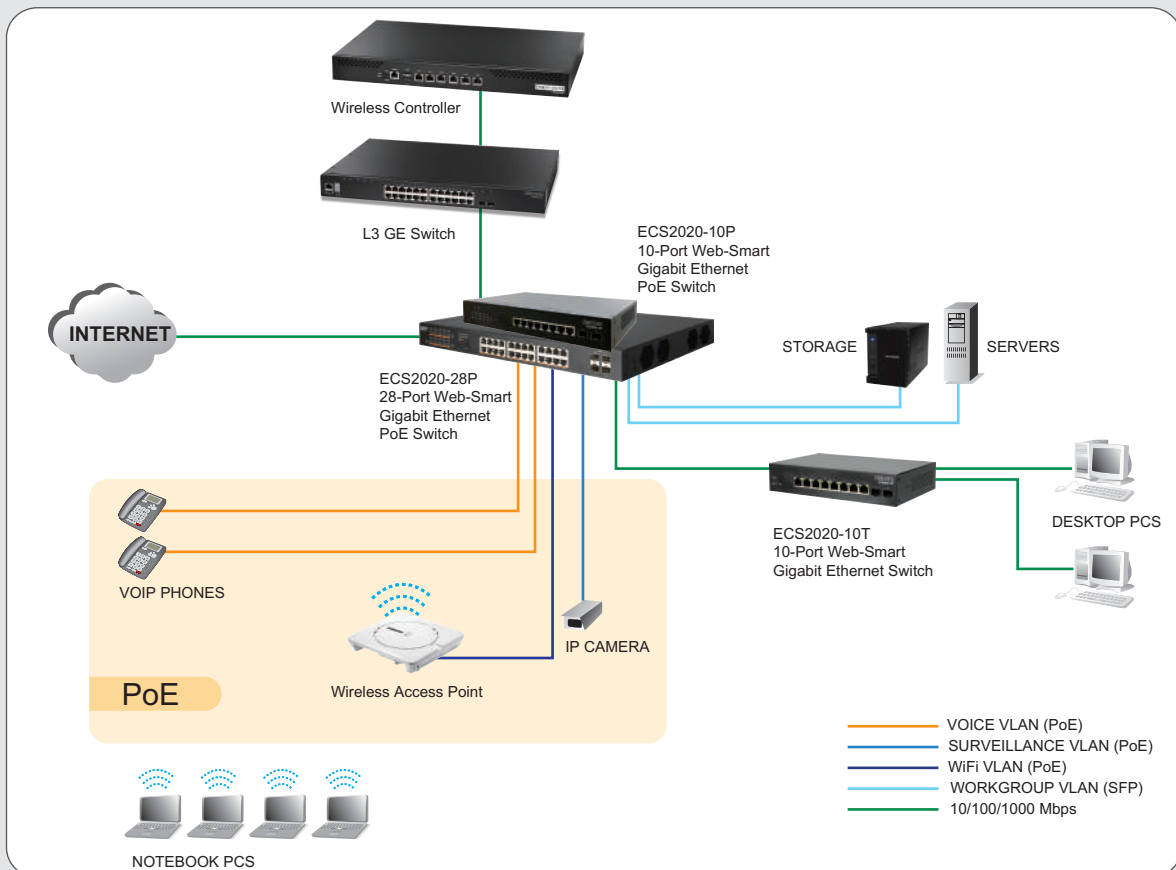 Wireless Controller
L3 GE Switch
ECS2020-10P
10-Port Web-Smart
Gigabit Ethernet
PoE Switch
INTERNET
STORAGE
SERVERS
ECS2020-28P
28-Port Web-Smart
Gigabit Ethernet
PoE Switch
DESKTOP PCS
ECS2020-10T
10-Port Web-Smart
Gigabit Ethernet Switch
VOIP PHONES
IP CAMERA
Wireless Access Point
PoE
VOICE VLAN (PoE)
SURVEILLANCE VLAN (PoE)
WiFi VLAN (PoE)
WORKGROUP VLAN (SFP)
10/100/1000 Mbps
NOTEBOOK PCS